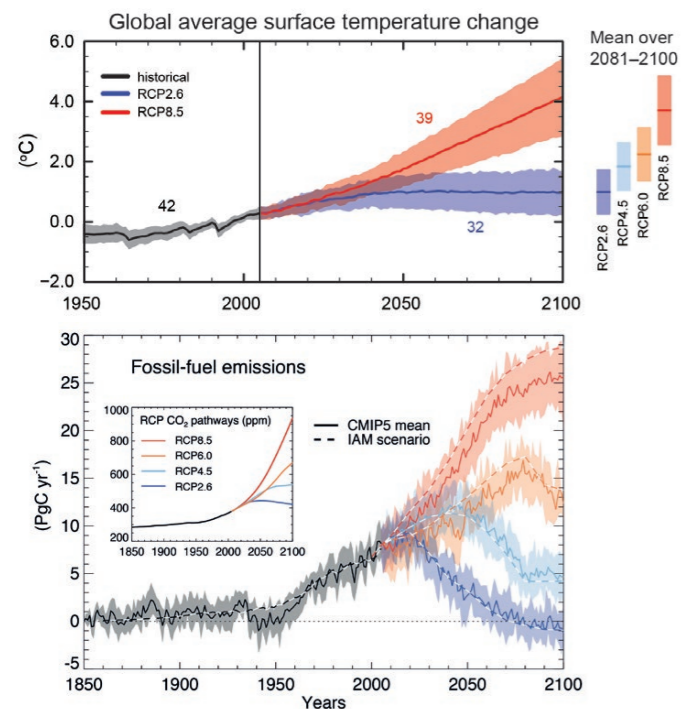 Global average surface temperature change
Mean over
2081–2100
6.0
4.0
2.0
0.0
−2.0
(°C)
historical
RCP2.6
RCP8.5
42
39
32
1950
2000
2050
2100
RCP2.6
RCP4.5
RCP6.0
RCP8.5
Fossil-fuel emissions
30
25
20
15
10
5
0
-5
(PgC yr⁻¹)
RCP CO₂ pathways (ppm)
1000
800
600
400
200
RCP8.5
RCP6.0
RCP4.5
RCP2.6
1850
1900
1950
2000
2050
2100
CMIP5 mean
IAM scenario
1850
1900
1950
2000
2050
2100
Years